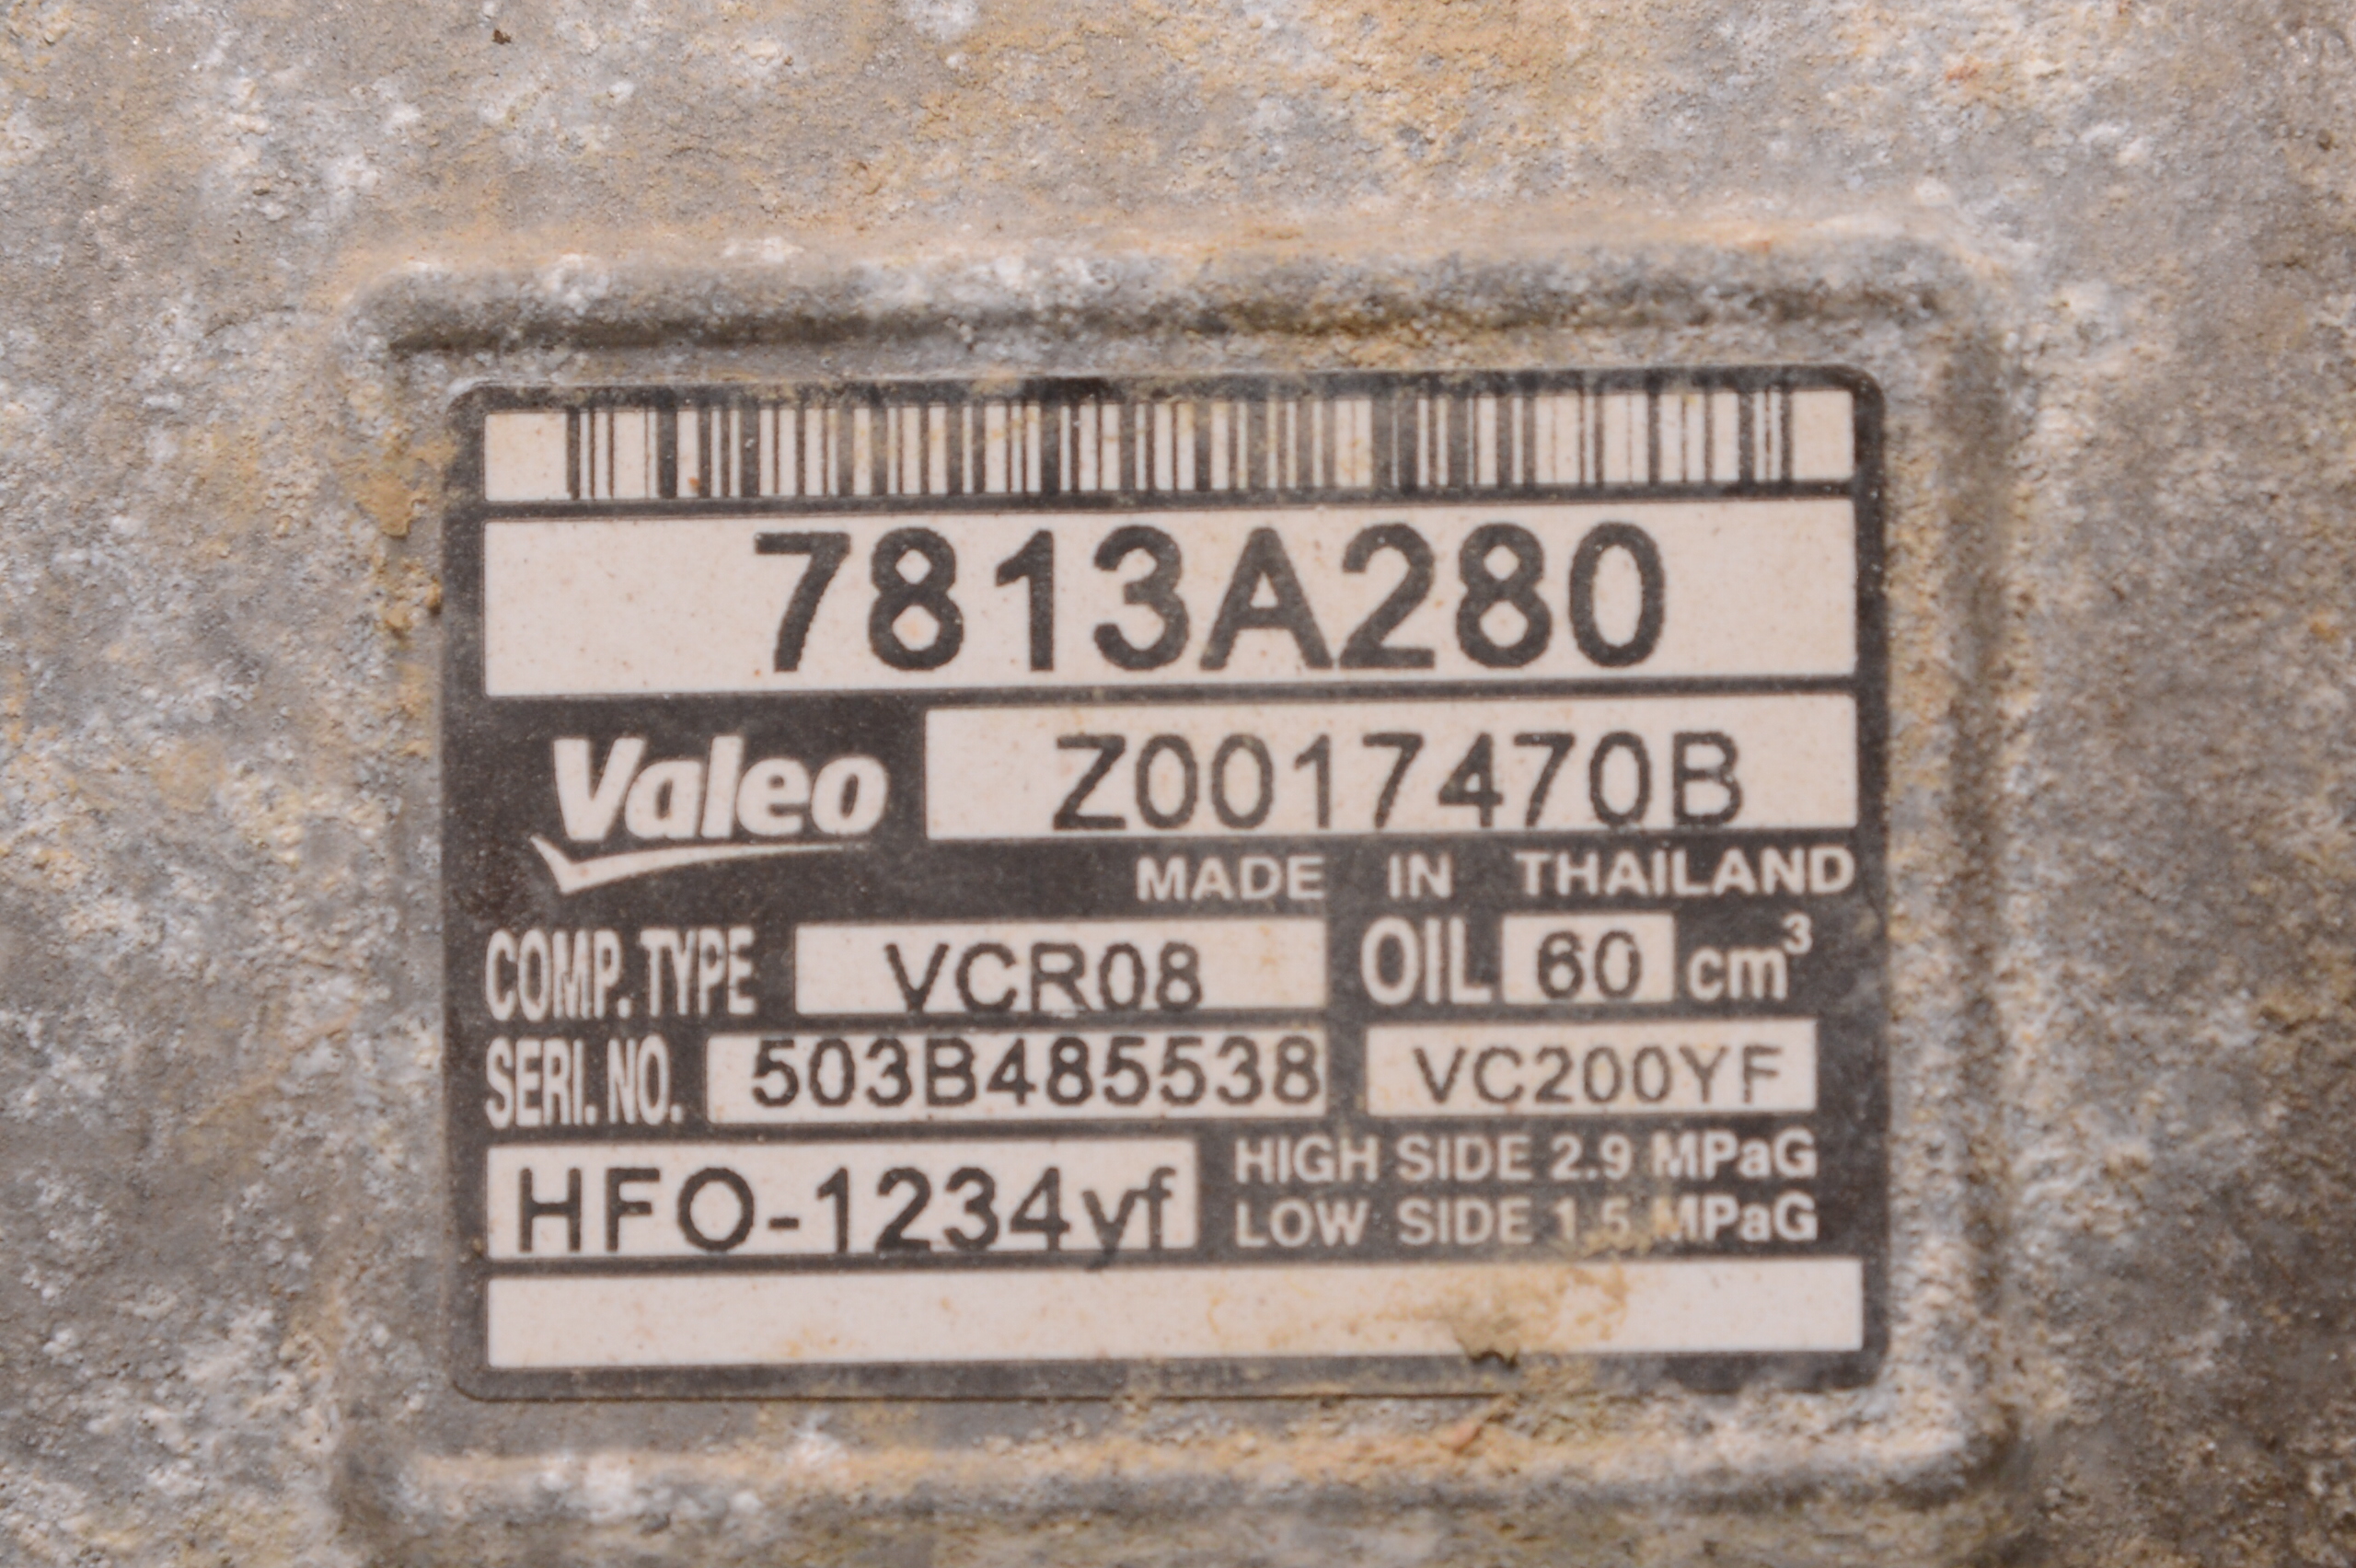 7813A280
Valeo Z0017470B
MADE IN THAILAND
COMP. TYPE VCR08 OIL 60 cm³
SERI. NO. 503B485538 VC200YF
HFO-1234yf HIGH SIDE 2.9 MPaG
LOW SIDE 1.5 MPaG